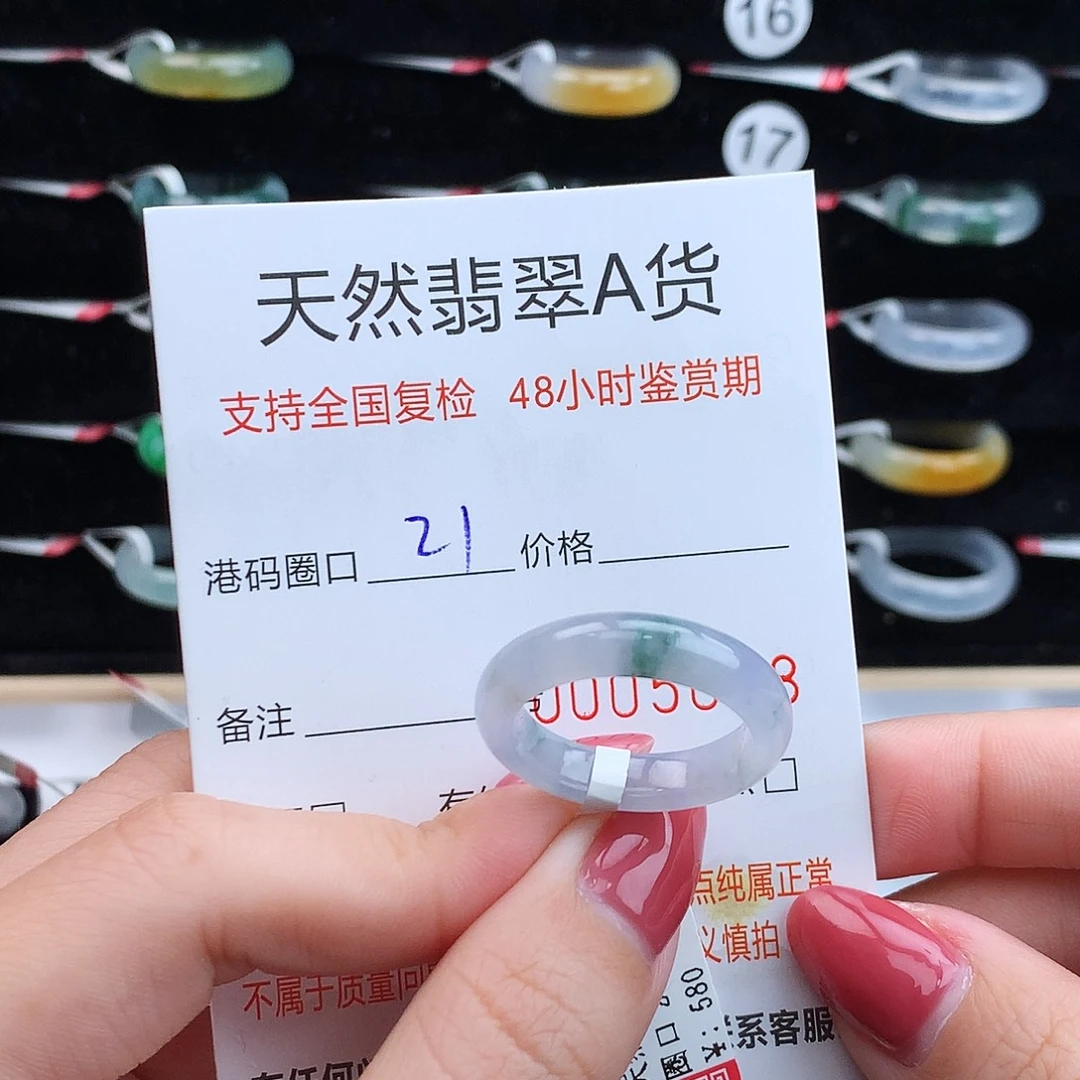 16
17
天然翡翠A货
支持全国复检 48小时鉴赏期
港码圈口 21 价格
备注
点纯属正常
慎拍
不属于质量问
系客服
580